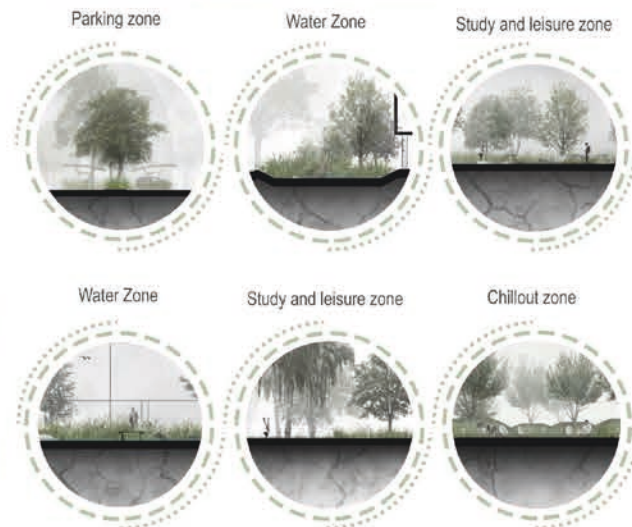 Parking zone
Water Zone
Study and leisure zone
Water Zone
Study and leisure zone
Chillout zone